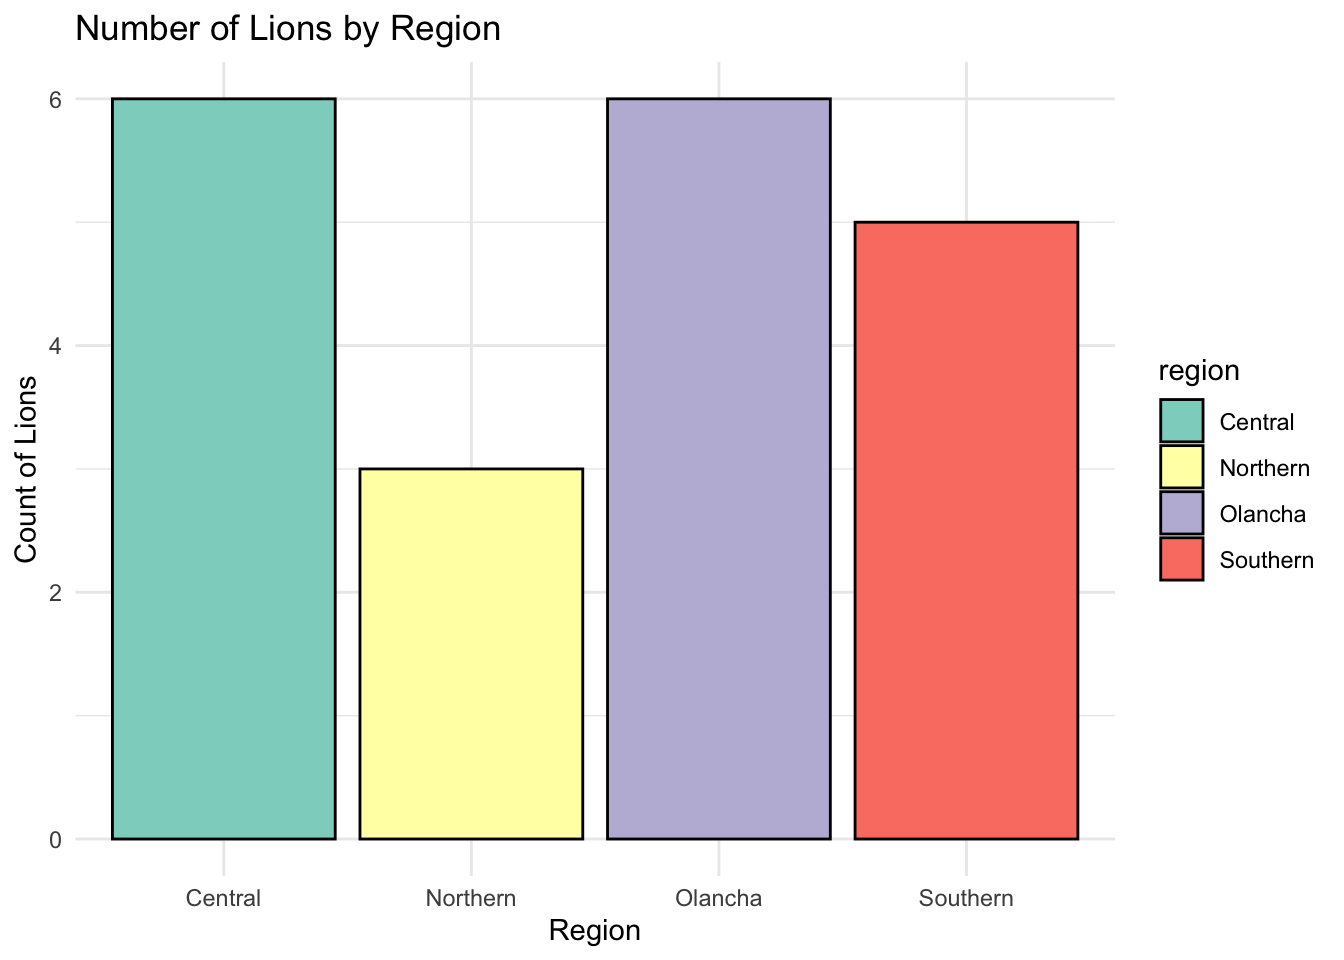 Number of Lions by Region
Count of Lions
6
4
2
0
Central
Northern
Olancha
Southern
Region
region
Central
Northern
Olancha
Southern